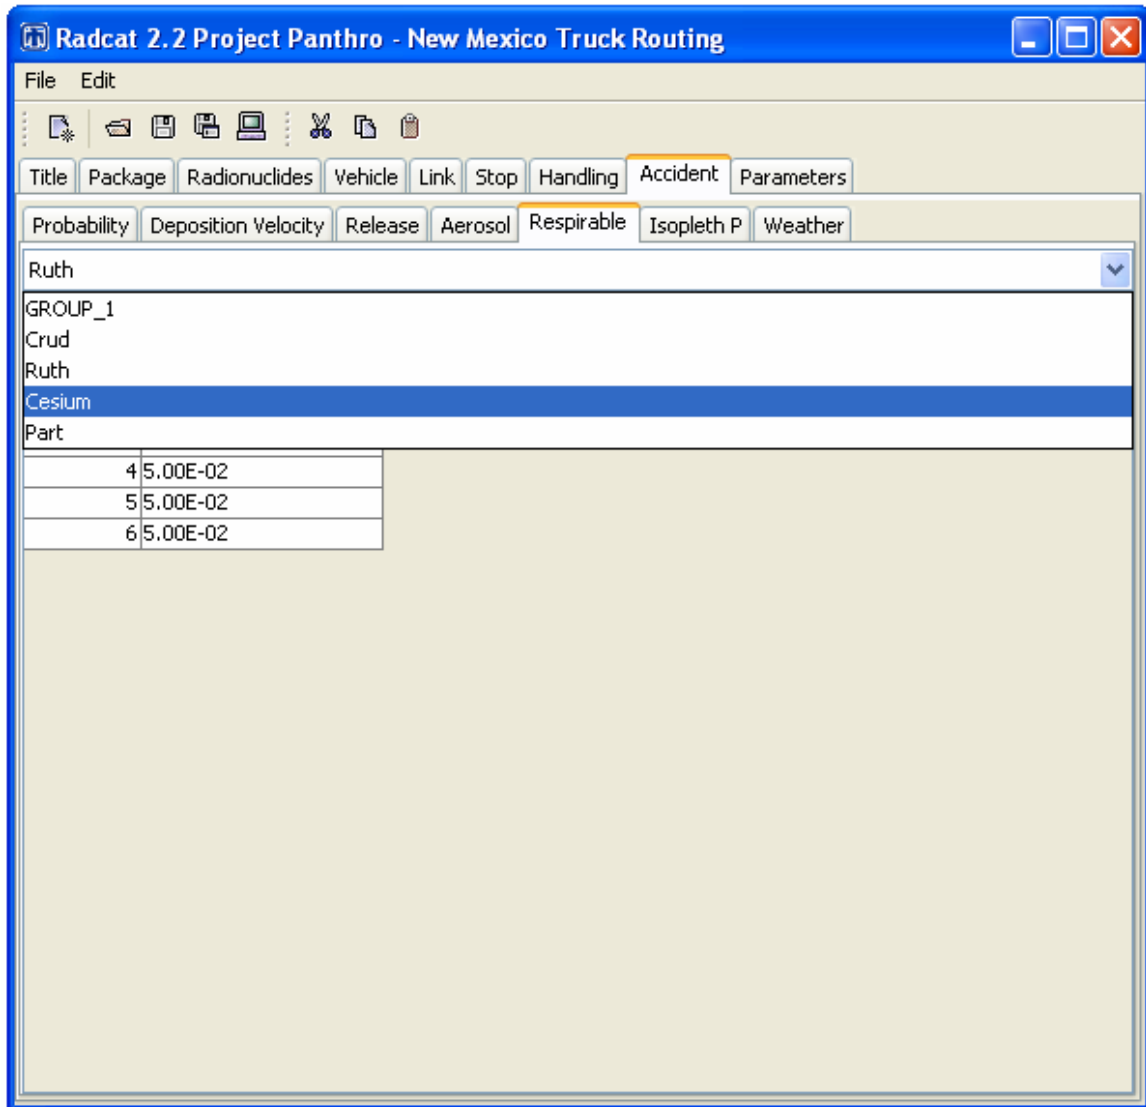 Radcat 2.2 Project Panthro - New Mexico Truck Routing
File Edit
Title Package Radionuclides Vehicle Link Stop Handling Accident Parameters
Probability Deposition Velocity Release Aerosol Respirable Isopleth P Weather
Ruth
GROUP_1
Crud
Ruth
Cesium
Part
4 5.00E-02
5 5.00E-02
6 5.00E-02